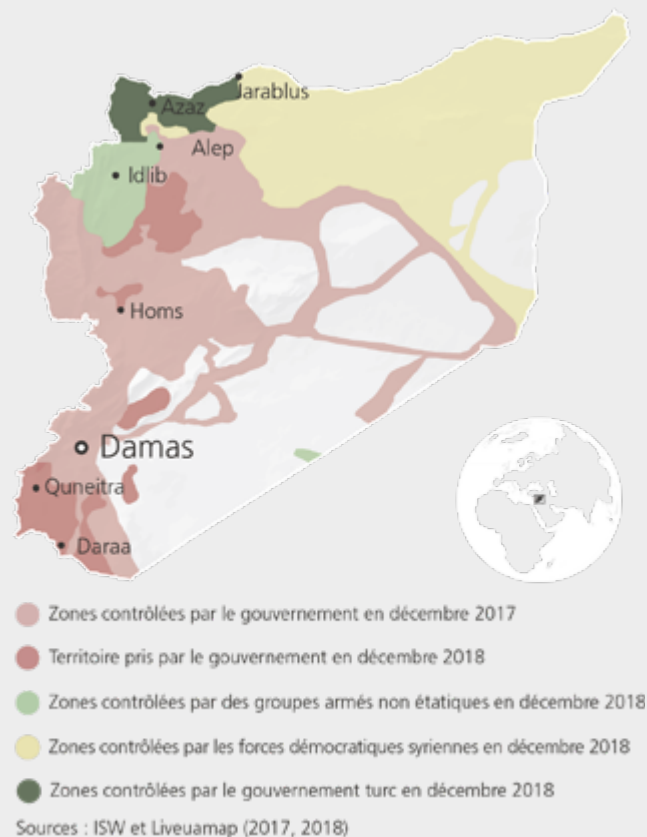 Jarablus
Azaz
Alep
Idlib
Homs
Damas
Quneitra
Daraa
Zones contrôlées par le gouvernement en décembre 2017
Territoire pris par le gouvernement en décembre 2018
Zones contrôlées par des groupes armés non étatiques en décembre 2018
Zones contrôlées par les forces démocratiques syriennes en décembre 2018
Zones contrôlées par le gouvernement turc en décembre 2018
Sources : ISW et Liveuamap (2017, 2018)